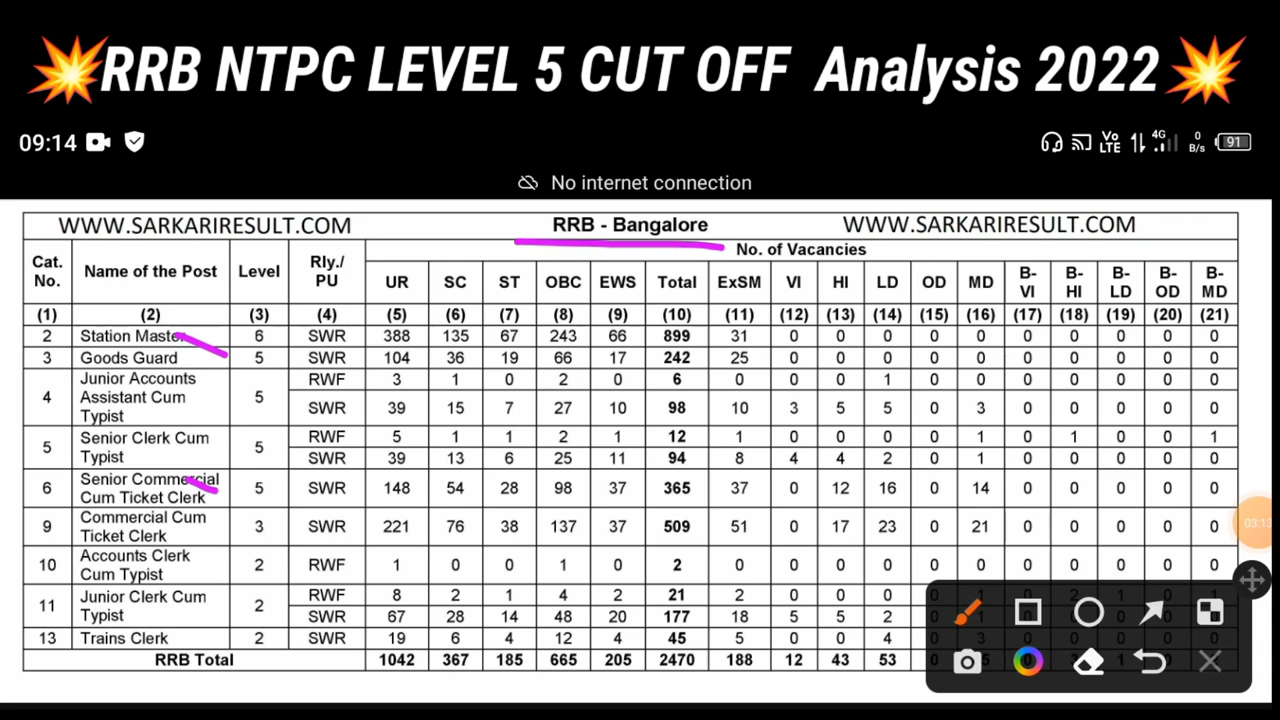 RRB NTPC LEVEL 5 CUT OFF Analysis 2022
09:14 Vo LTE 4G 0 B/s 91
No internet connection
WWW.SARKARIRESULT.COM RRB - Bangalore WWW.SARKARIRESULT.COM
Cat. No. Name of the Post Level Rly./ PU No. of Vacancies
UR SC ST OBC EWS Total ExSM VI HI LD OD MD B-VI B-HI B-LD B-OD B-MD
(1) (2) (3) (4) (5) (6) (7) (8) (9) (10) (11) (12) (13) (14) (15) (16) (17) (18) (19) (20) (21)
2 Station Master 6 SWR 388 135 67 243 66 899 31 0 0 0 0 0 0 0 0 0 0
3 Goods Guard 5 SWR 104 36 19 66 17 242 25 0 0 0 0 0 0 0 0 0 0
4 Junior Accounts Assistant Cum Typist 5 RWF 3 1 0 2 0 6 0 0 0 1 0 0 0 0 0 0 0
SWR 39 15 7 27 10 98 10 3 5 5 0 3 0 0 0 0 0
5 Senior Clerk Cum Typist 5 RWF 5 1 1 2 1 12 1 0 0 0 0 1 0 1 0 0 1
SWR 39 13 6 25 11 94 8 4 4 2 0 1 0 0 0 0 0
6 Senior Commercial Cum Ticket Clerk 5 SWR 148 54 28 98 37 365 37 0 12 16 0 14 0 0 0 0 0
9 Commercial Cum Ticket Clerk 3 SWR 221 76 38 137 37 509 51 0 17 23 0 21 0 0 0 0 0
10 Accounts Clerk Cum Typist 2 RWF 1 0 0 1 0 2 0 0 0 0 0 0 0 0 0 0 0
11 Junior Clerk Cum Typist 2 RWF 8 2 1 4 2 21 2 0 0 0
SWR 67 28 14 48 20 177 18 5 5 2
13 Trains Clerk 2 SWR 19 6 4 12 4 45 5 0 0 4
RRB Total 1042 367 185 665 205 2470 188 12 43 53
03:13